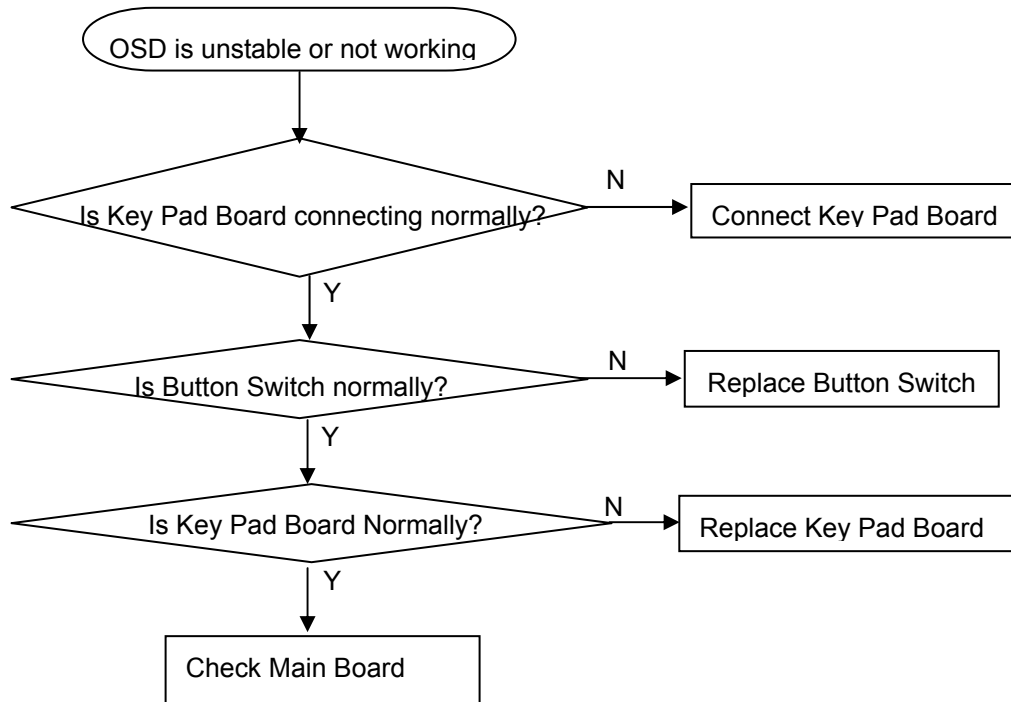 OSD is unstable or not working
N
Is Key Pad Board connecting normally?
Connect Key Pad Board
Y
N
Is Button Switch normally?
Replace Button Switch
Y
N
Is Key Pad Board Normally?
Replace Key Pad Board
Y
Check Main Board